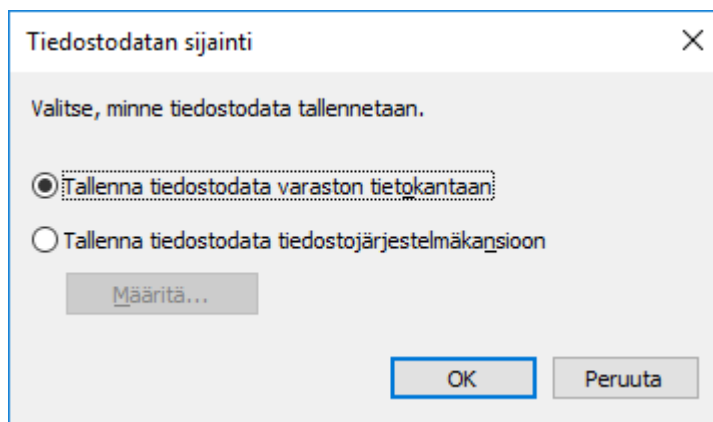 Tiedostodatan sijainti
Valitse, minne tiedostodata tallennetaan.
Tallenna tiedostodata varaston tietokantaan
Tallenna tiedostodata tiedostojärjestelmäkansioon
Määritä...
OK
Peruuta